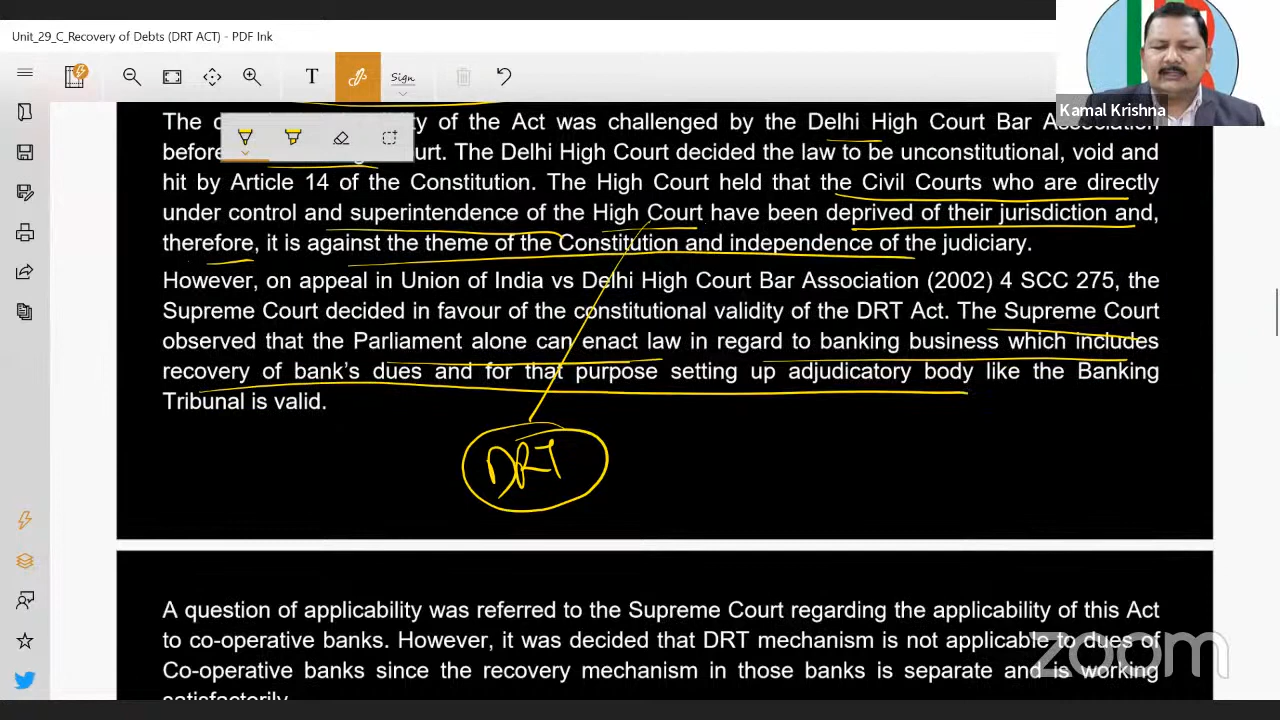 Unit_29_C_Recovery of Debts (DRT ACT) - PDF Ink
T
Sign
Kamal Krishna
The of the Act was challenged by the Delhi High Court Bar Association
before The Delhi High Court decided the law to be unconstitutional, void and
hit by Article 14 of the Constitution. The High Court held that the Civil Courts who are directly
under control and superintendence of the High Court have been deprived of their jurisdiction and,
therefore, it is against the theme of the Constitution and independence of the judiciary.
However, on appeal in Union of India vs Delhi High Court Bar Association (2002) 4 SCC 275, the
Supreme Court decided in favour of the constitutional validity of the DRT Act. The Supreme Court
observed that the Parliament alone can enact law in regard to banking business which includes
recovery of bank's dues and for that purpose setting up adjudicatory body like the Banking
Tribunal is valid.
DRT
A question of applicability was referred to the Supreme Court regarding the applicability of this Act
to co-operative banks. However, it was decided that DRT mechanism is not applicable to dues of
Co-operative banks since the recovery mechanism in those banks is separate and is working
satisfactorily
zoom